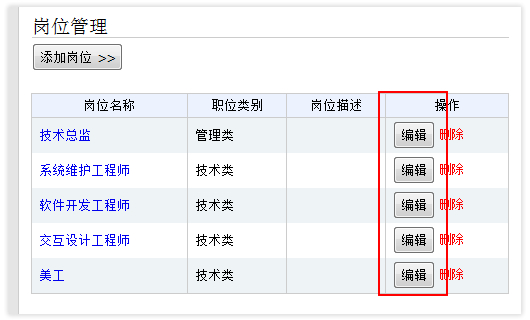 岗位管理
添加岗位 >>
岗位名称 职位类别 岗位描述 操作
技术总监 管理类 编辑 删除
系统维护工程师 技术类 编辑 删除
软件开发工程师 技术类 编辑 删除
交互设计工程师 技术类 编辑 删除
美工 技术类 编辑 删除